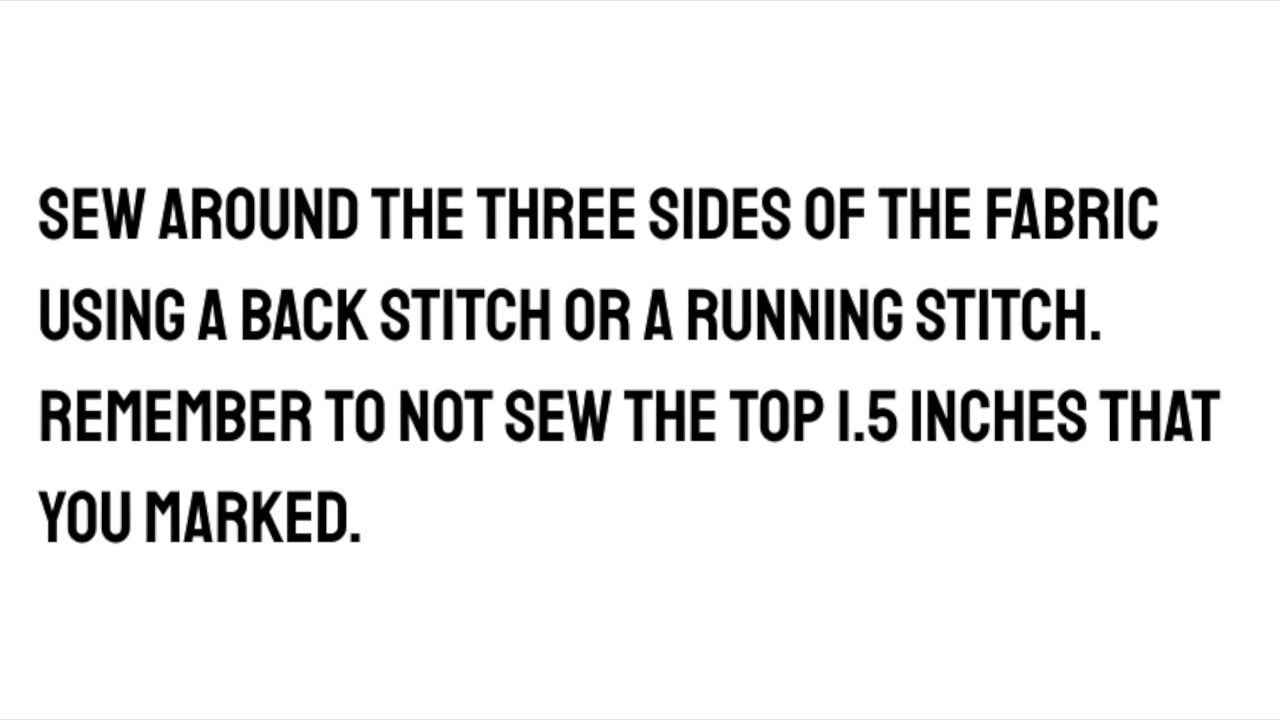 SEW AROUND THE THREE SIDES OF THE FABRIC
USING A BACK STITCH OR A RUNNING STITCH.
REMEMBER TO NOT SEW THE TOP 1.5 INCHES THAT
YOU MARKED.